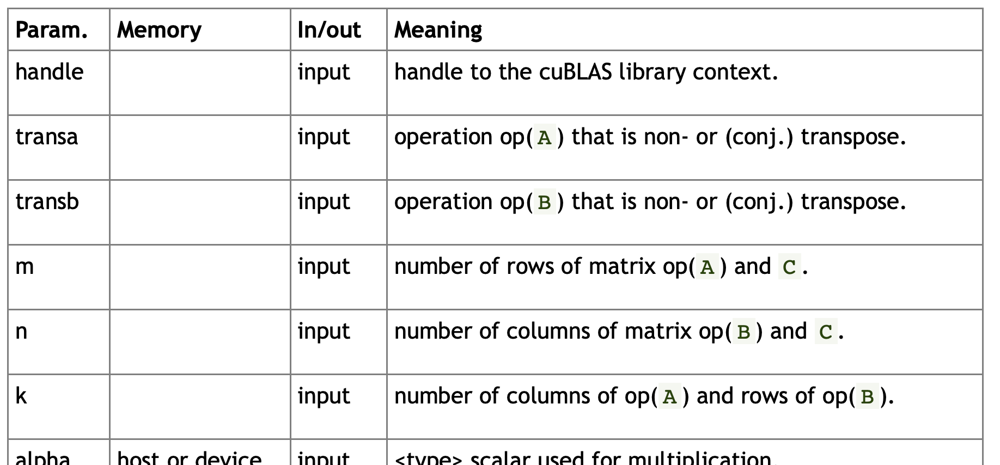 Param. Memory In/out Meaning
handle input handle to the cuBLAS library context.
transa input operation op(A) that is non- or (conj.) transpose.
transb input operation op(B) that is non- or (conj.) transpose.
m input number of rows of matrix op(A) and C.
n input number of columns of matrix op(B) and C.
k input number of columns of op(A) and rows of op(B).
alpha host or device input <type> scalar used for multiplication.